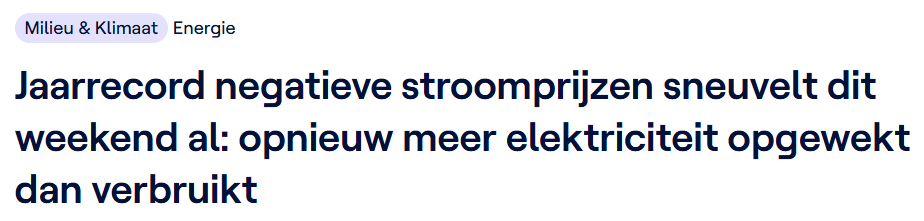 Milieu & Klimaat Energie
Jaarrecord negatieve stroomprijzen sneuvelt dit
weekend al: opnieuw meer elektriciteit opgewekt
dan verbruikt